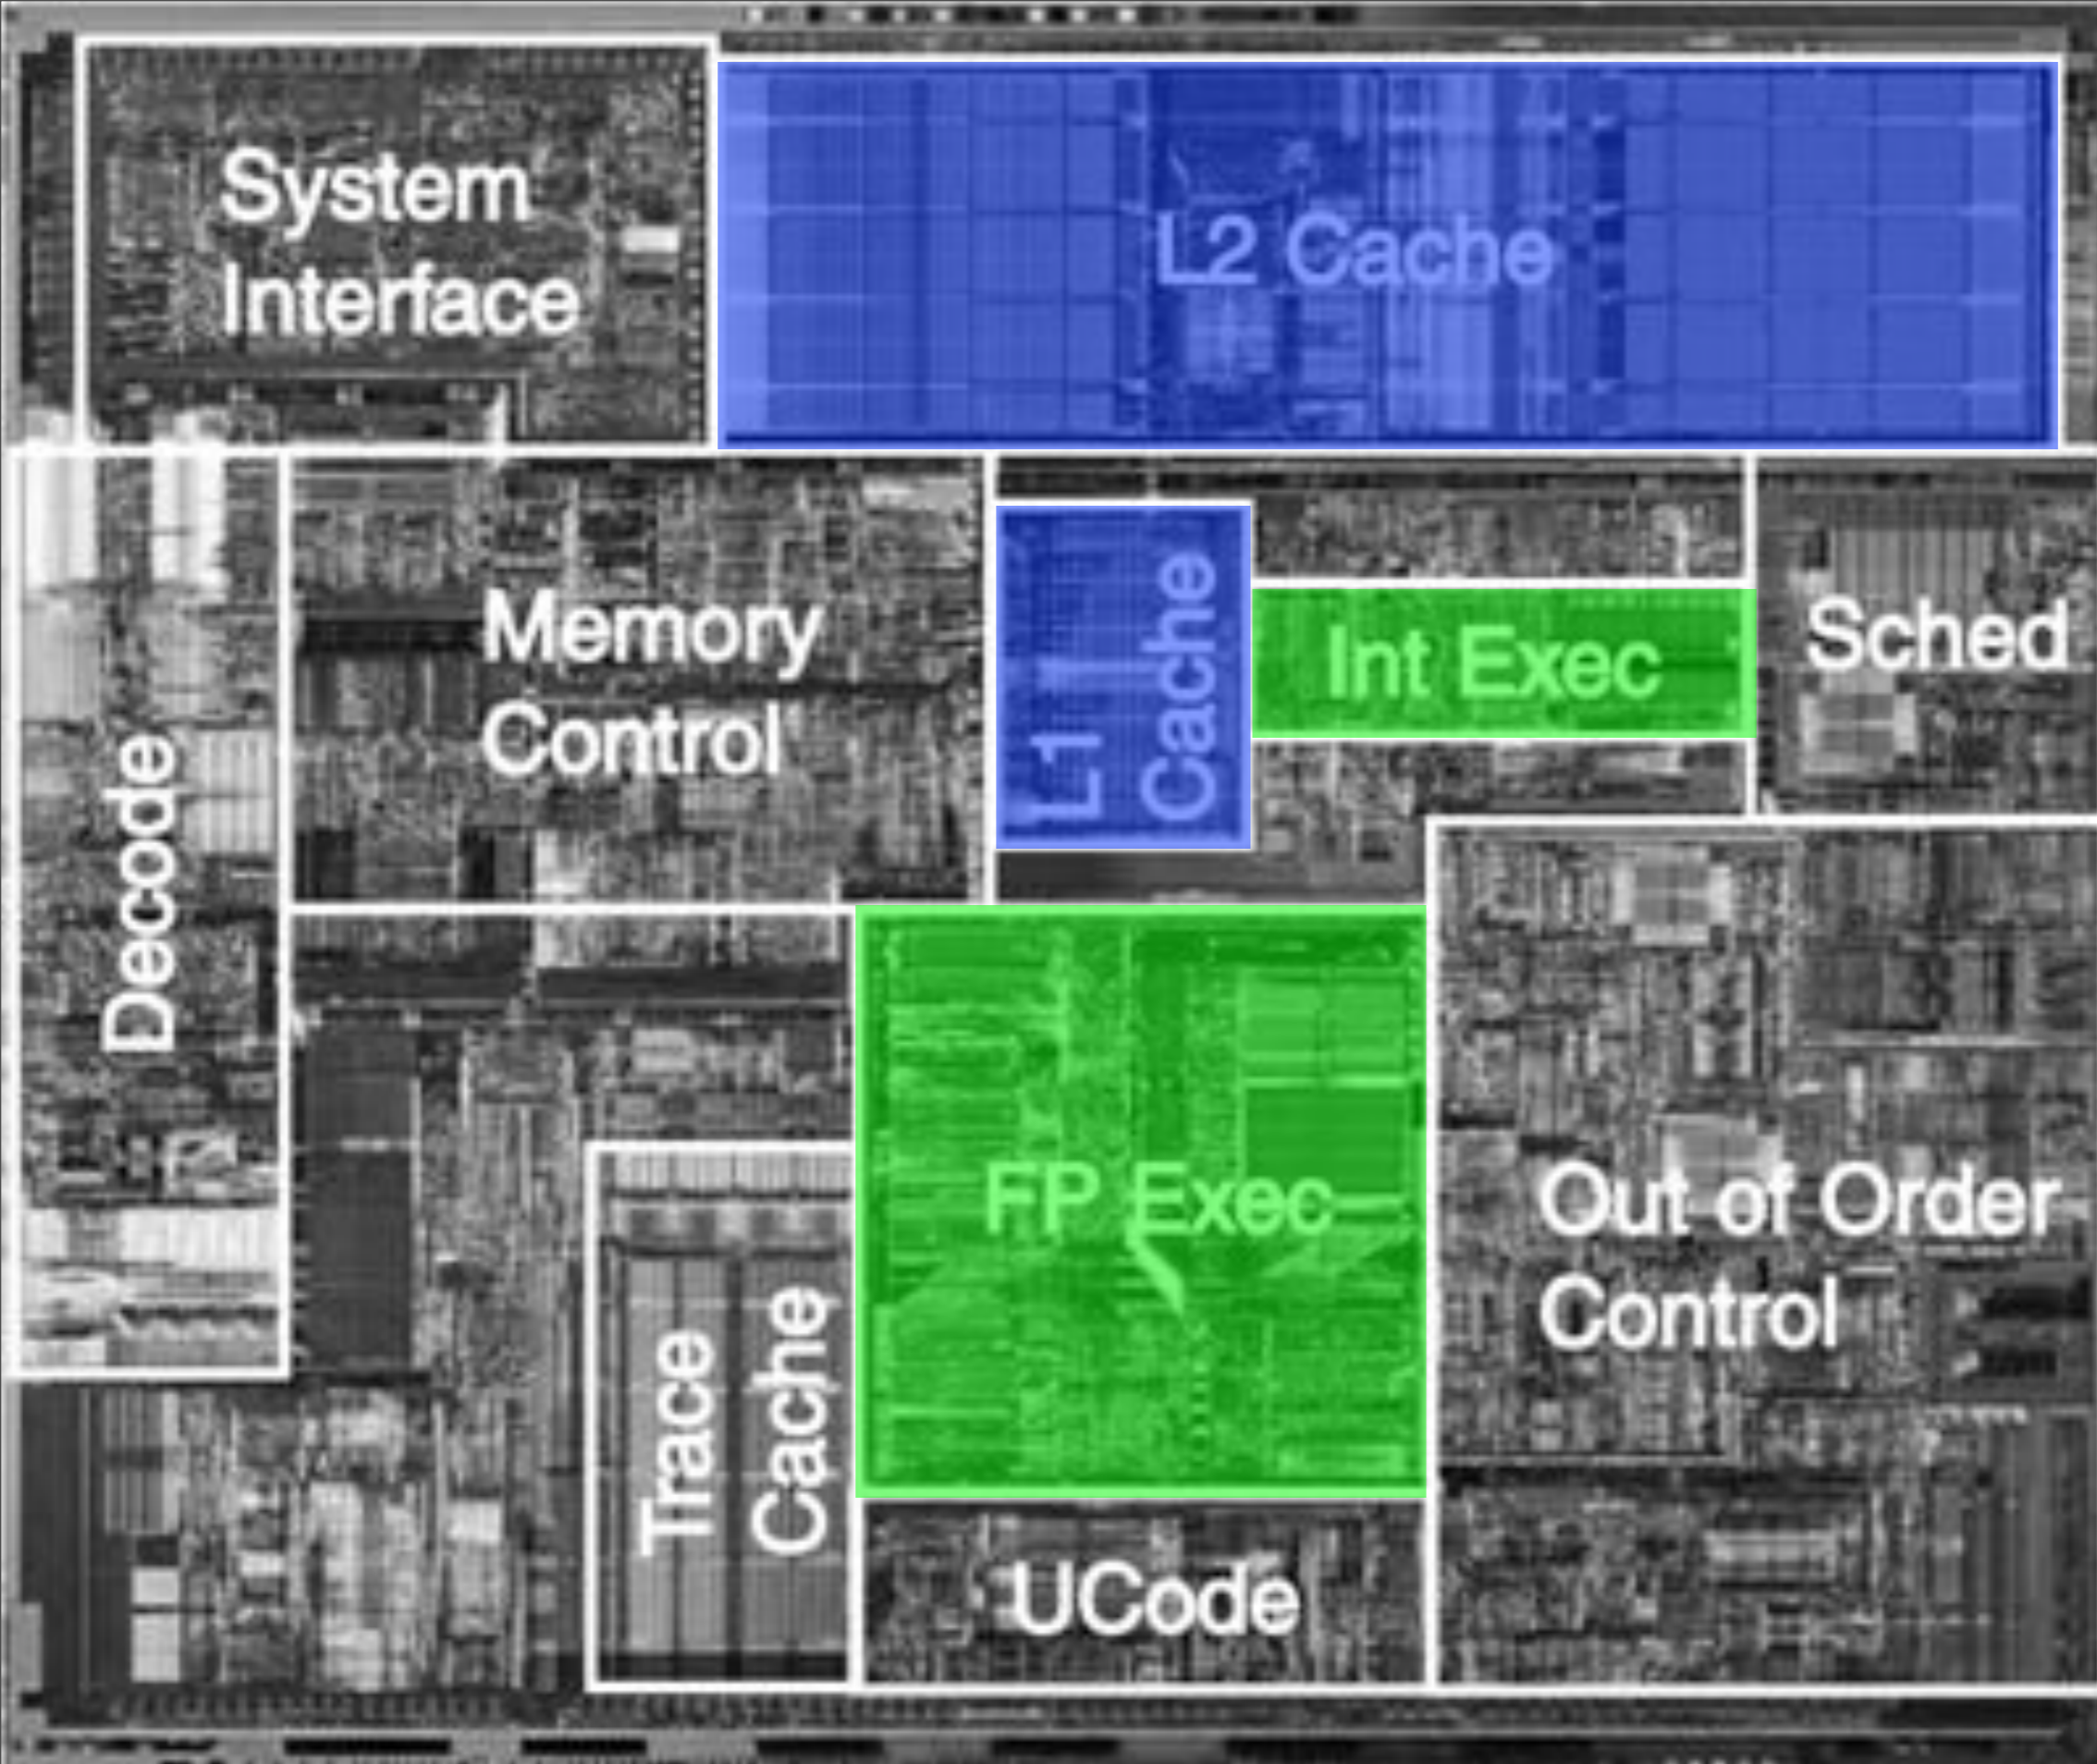 System
Interface
L2 Cache
Memory
Control
L1
Cache
Int Exec
Sched
Decode
FP Exec
Out of Order
Control
Trace
Cache
UCode